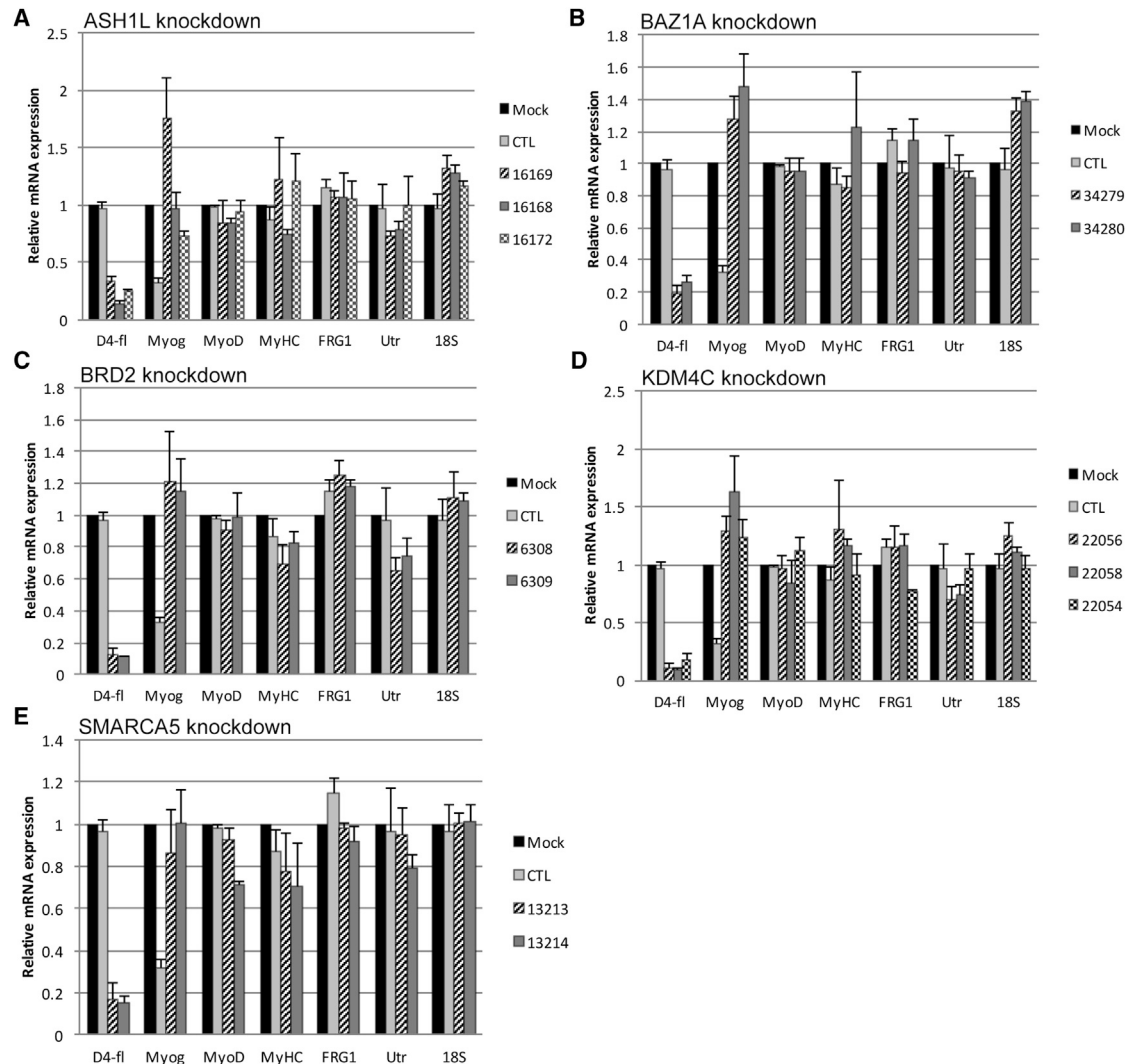 A
ASH1L knockdown
Relative mRNA expression
2.5
2
1.5
1
0.5
0
D4-fl Myog MyoD MyHC FRG1 Utr 18S
Mock
CTL
16169
16168
16172
B
BAZ1A knockdown
Relative mRNA expression
1.8
1.6
1.4
1.2
1
0.8
0.6
0.4
0.2
0
D4-fl Myog MyoD MyHC FRG1 Utr 18S
Mock
CTL
34279
34280
C
BRD2 knockdown
Relative mRNA expression
1.8
1.6
1.4
1.2
1
0.8
0.6
0.4
0.2
0
D4-fl Myog MyoD MyHC FRG1 Utr 18S
Mock
CTL
6308
6309
D
KDM4C knockdown
Relative mRNA expression
2.5
2
1.5
1
0.5
0
D4-fl Myog MyoD MyHC FRG1 Utr 18S
Mock
CTL
22056
22058
22054
E
SMARCA5 knockdown
Relative mRNA expression
1.4
1.2
1
0.8
0.6
0.4
0.2
0
D4-fl Myog MyoD MyHC FRG1 Utr 18S
Mock
CTL
13213
13214